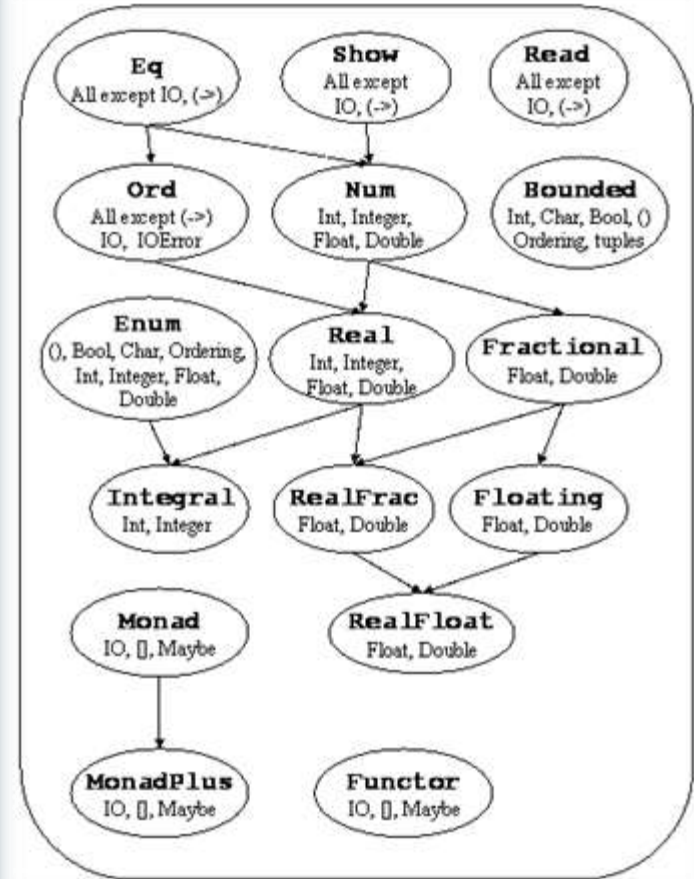 Eq
All except IO, (->)
Show
All except
IO, (->)
Read
All except
IO, (->)
Ord
All except (->)
IO, IOError
Num
Int, Integer,
Float, Double
Bounded
Int, Char, Bool, ()
Ordering, tuples
Enum
(), Bool, Char, Ordering,
Int, Integer, Float,
Double
Real
Int, Integer,
Float, Double
Fractional
Float, Double
Integral
Int, Integer
RealFrac
Float, Double
Floating
Float, Double
Monad
IO, [], Maybe
RealFloat
Float, Double
MonadPlus
IO, [], Maybe
Functor
IO, [], Maybe